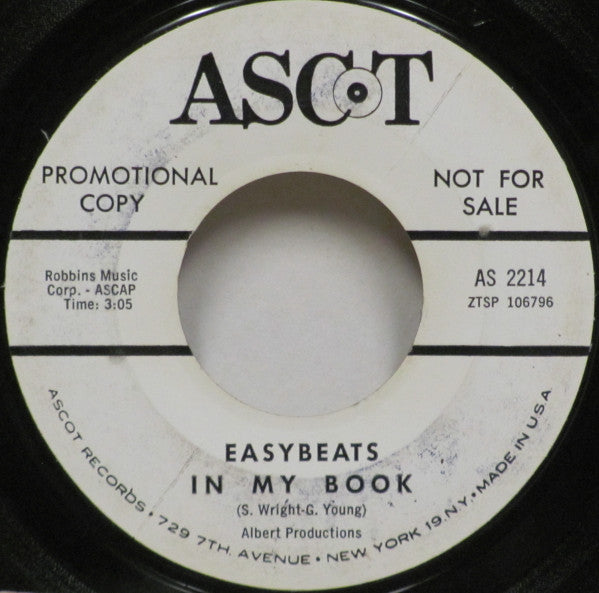 ASCOT
PROMOTIONAL
COPY
NOT FOR
SALE
Robbins Music
Corp. - ASCAP
Time: 3:05
AS 2214
ZTSP 106796
EASYBEATS
IN MY BOOK
(S. Wright-G. Young)
Albert Productions
ASCOT RECORDS • 729 7TH. AVENUE • NEW YORK 19.N.Y. • MADE IN U.S.A